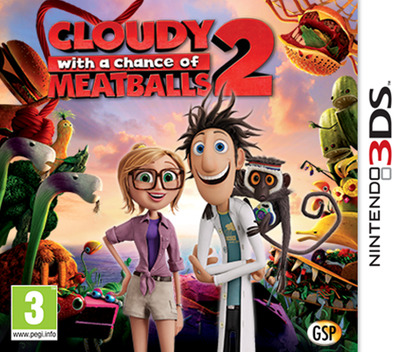 CLOUDY
with a chance of
MEATBALLS 2
NINTENDO 3DS
3
www.pegi.info
GSP